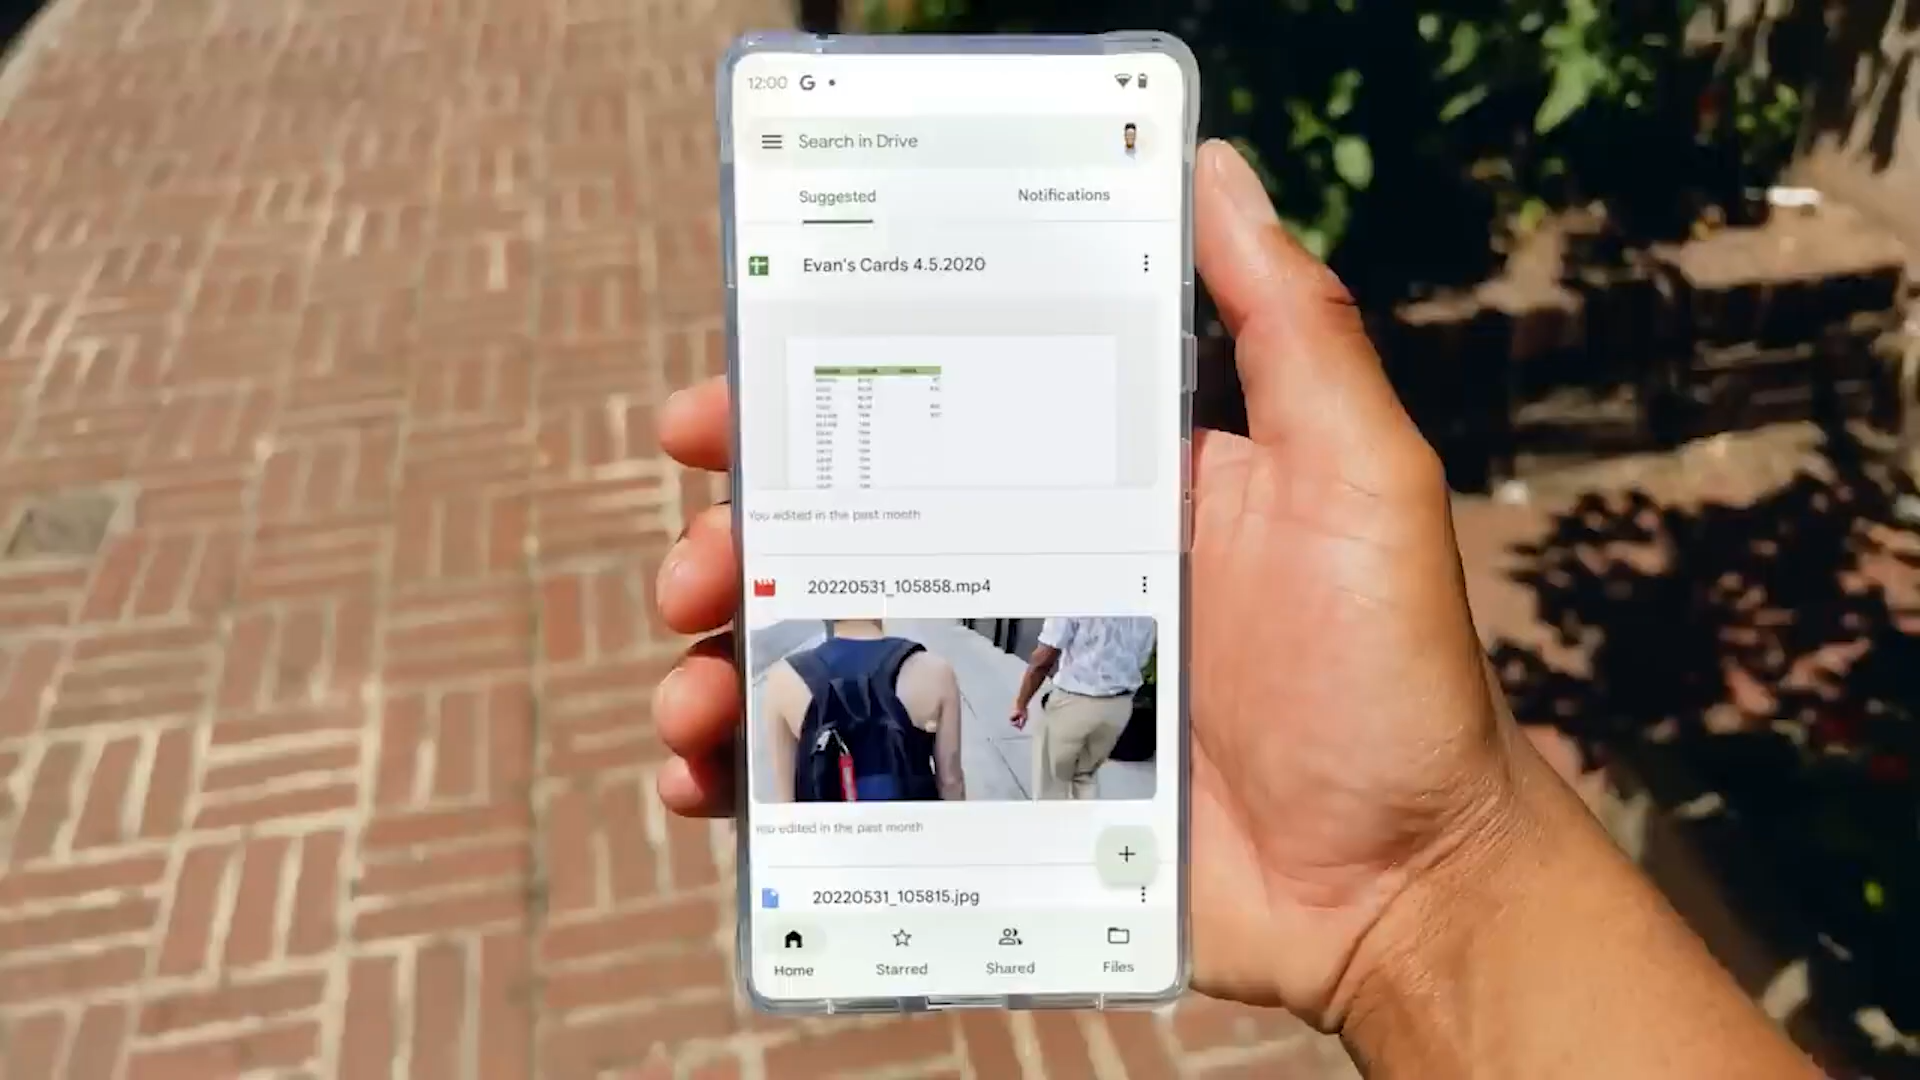 12:00 G
Search in Drive
Suggested
Notifications
Evan's Cards 4.5.2020
You edited in the past month
20220531_105858.mp4
You edited in the past month
20220531_105815.jpg
Home
Starred
Shared
Files